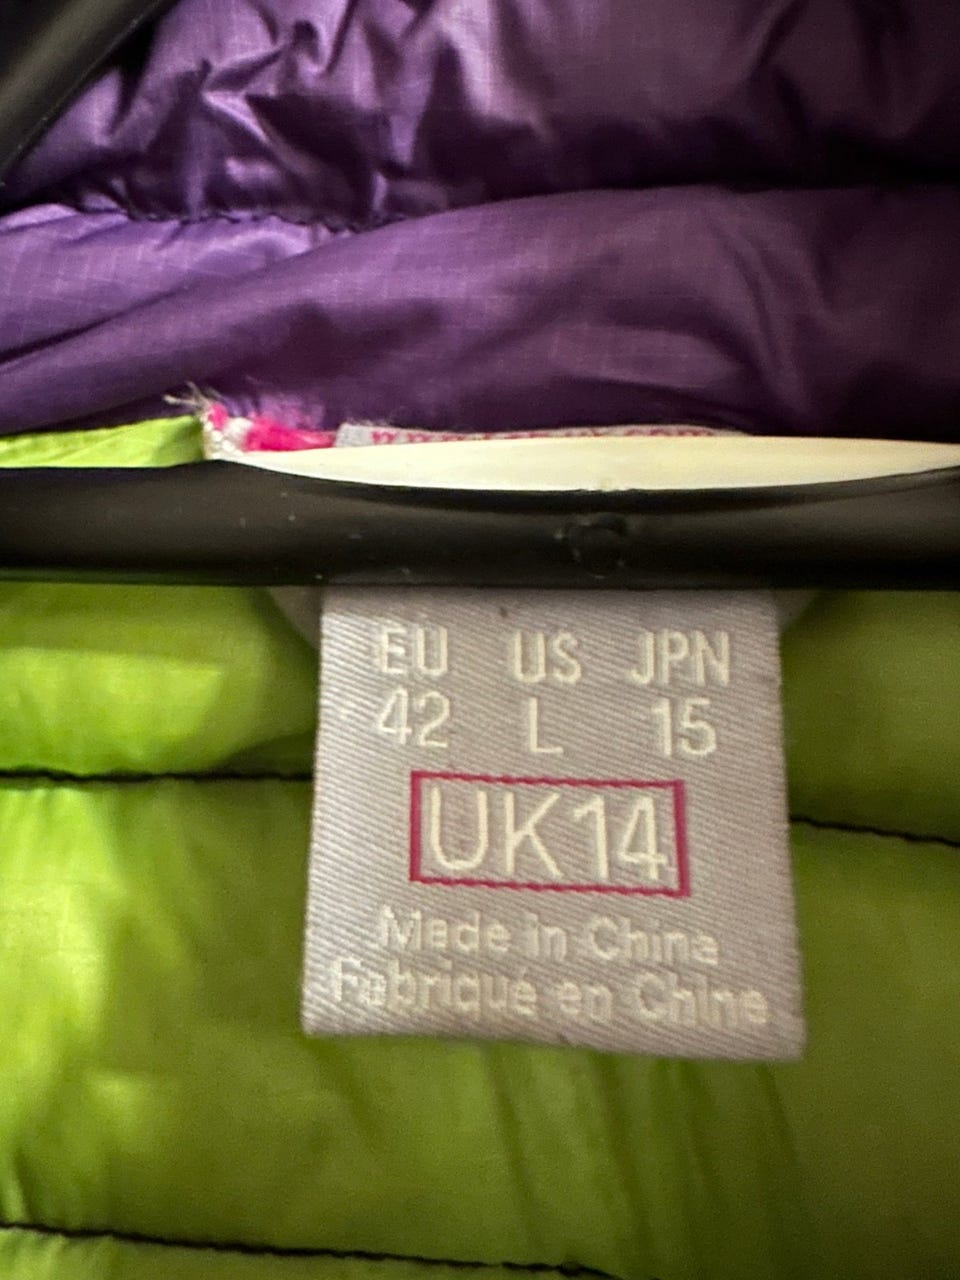 EU US JPN
42 L 15
UK14
Made in China
Fabriqué en Chine